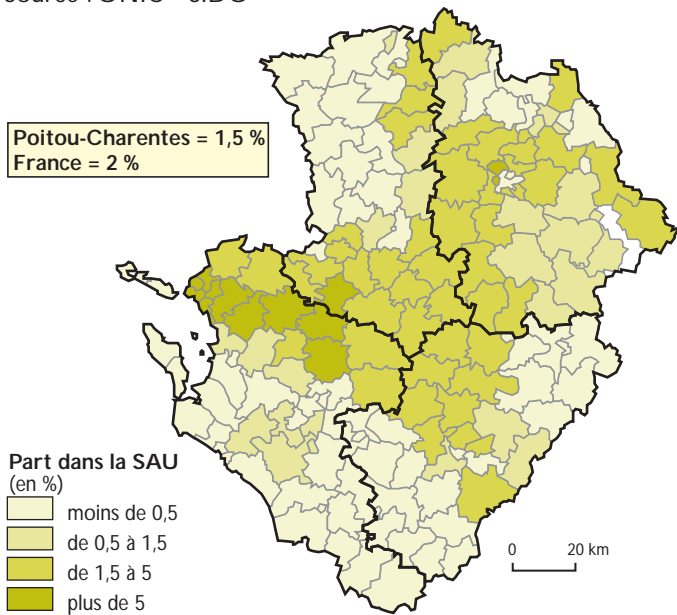 Poitou-Charentes = 1,5 %
France = 2 %
Part dans la SAU
(en %)
moins de 0,5
de 0,5 à 1,5
de 1,5 à 5
plus de 5
0 20 km